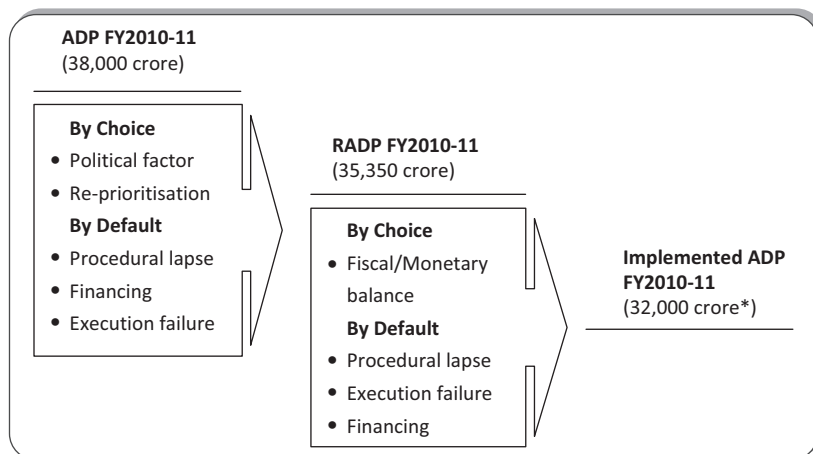 ADP FY2010-11
(38,000 crore)
By Choice
• Political factor
• Re-prioritisation
By Default
• Procedural lapse
• Financing
• Execution failure
RADP FY2010-11
(35,350 crore)
By Choice
• Fiscal/Monetary
balance
By Default
• Procedural lapse
• Execution failure
• Financing
Implemented ADP
FY2010-11
(32,000 crore*)